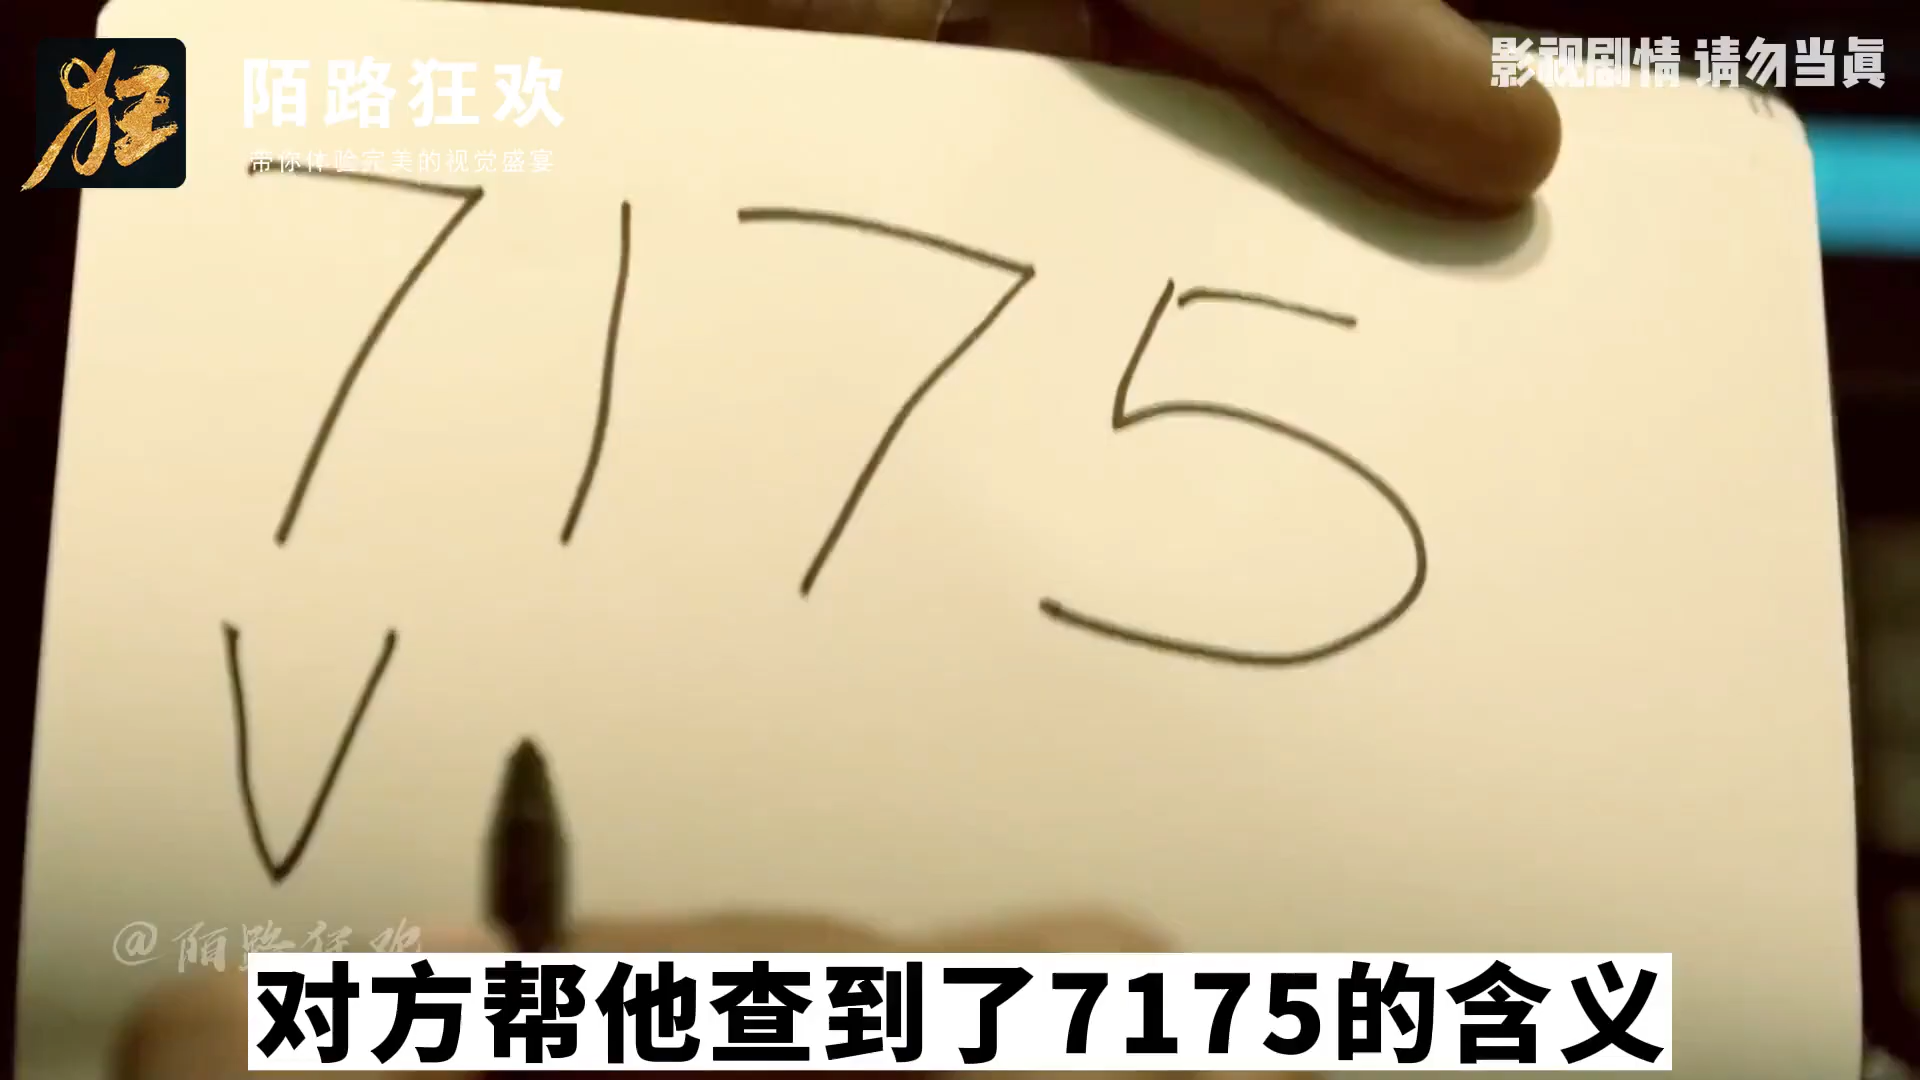 狂
陌路狂欢
带你体验完美的视觉盛宴
影视剧情 请勿当真
7175
V
@陌路狂欢
对方帮他查到了7175的含义